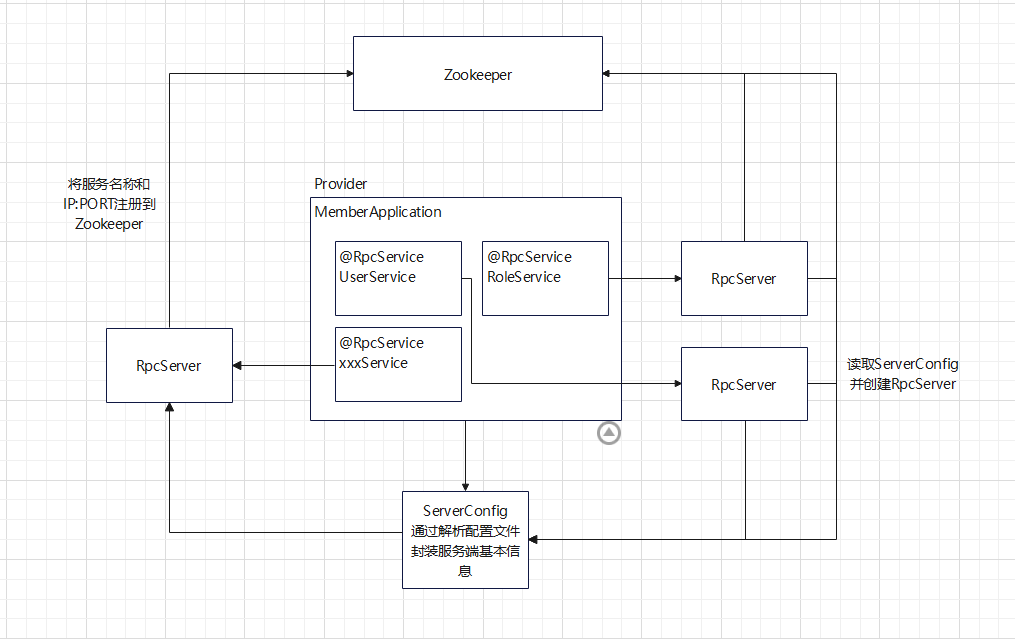 Zookeeper
将服务名称和
IP:PORT注册到
Zookeeper
Provider
MemberApplication
@RpcService
UserService
@RpcService
RoleService
RpcServer
@RpcService
xxxService
RpcServer
RpcServer
读取ServerConfig
并创建RpcServer
ServerConfig
通过解析配置文件
封装服务端基本信
息